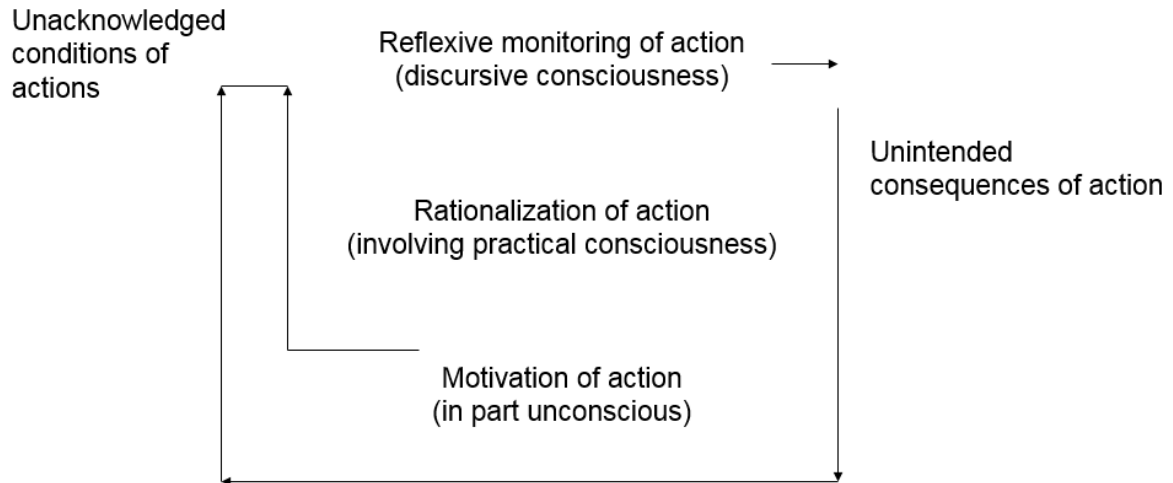 Unacknowledged
conditions of
actions
Reflexive monitoring of action
(discursive consciousness)
Unintended
consequences of action
Rationalization of action
(involving practical consciousness)
Motivation of action
(in part unconscious)